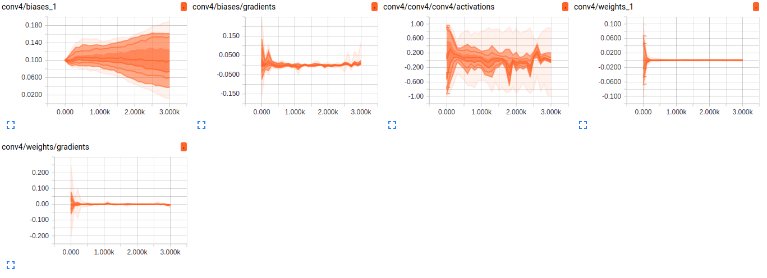 conv4/biases_1
0.180
0.140
0.100
0.0600
0.0200
0.000 1.000k 2.000k 3.000k
conv4/biases/gradients
0.150
0.0500
-0.0500
-0.150
0.000 1.000k 2.000k 3.000k
conv4/conv4/conv4/activations
1.00
0.600
0.200
-0.200
-0.600
-1.00
0.000 1.000k 2.000k 3.000k
conv4/weights_1
0.100
0.0600
0.0200
-0.0200
-0.0600
-0.100
0.000 1.000k 2.000k 3.000k
conv4/weights/gradients
0.200
0.100
0.00
-0.100
-0.200
0.000 1.000k 2.000k 3.000k